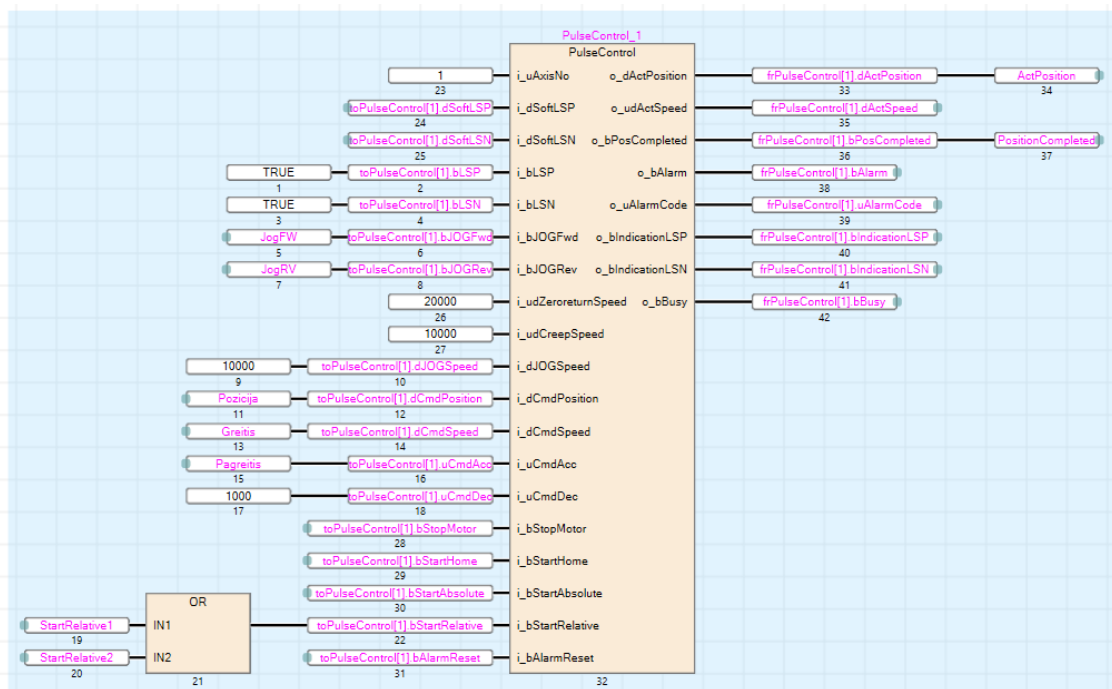 PulseControl_1
PulseControl
1 i_uAxisNo o_dActPosition frPulseControl[1].dActPosition ActPosition
23 33 34
toPulseControl[1].dSoftLSP i_dSoftLSP o_udActSpeed frPulseControl[1].dActSpeed
24 35
toPulseControl[1].dSoftLSN i_dSoftLSN o_bPosCompleted frPulseControl[1].bPosCompleted PositionCompleted
25 36 37
TRUE toPulseControl[1].bLSP i_bLSP o_bAlarm frPulseControl[1].bAlarm
1 2 38
TRUE toPulseControl[1].bLSN i_bLSN o_uAlarmCode frPulseControl[1].uAlarmCode
3 4 39
JogFW toPulseControl[1].bJOGFwd i_bJOGFwd o_bIndicationLSP frPulseControl[1].bIndicationLSP
5 6 40
JogRV toPulseControl[1].bJOGRev i_bJOGRev o_bIndicationLSN frPulseControl[1].bIndicationLSN
7 8 41
20000 i_udZeroreturnSpeed o_bBusy frPulseControl[1].bBusy
26 42
10000 i_udCreepSpeed
27
10000 toPulseControl[1].dJOGSpeed i_dJOGSpeed
9 10
Pozicija toPulseControl[1].dCmdPosition i_dCmdPosition
11 12
Greitis toPulseControl[1].dCmdSpeed i_dCmdSpeed
13 14
Pagreitis toPulseControl[1].uCmdAcc i_uCmdAcc
15 16
1000 toPulseControl[1].uCmdDec i_uCmdDec
17 18
toPulseControl[1].bStopMotor i_bStopMotor
28
toPulseControl[1].bStartHome i_bStartHome
29
toPulseControl[1].bStartAbsolute i_bStartAbsolute
30
OR
StartRelative1 IN1 toPulseControl[1].bStartRelative i_bStartRelative
19 22
StartRelative2 IN2 toPulseControl[1].bAlarmReset i_bAlarmReset
20 21 31 32